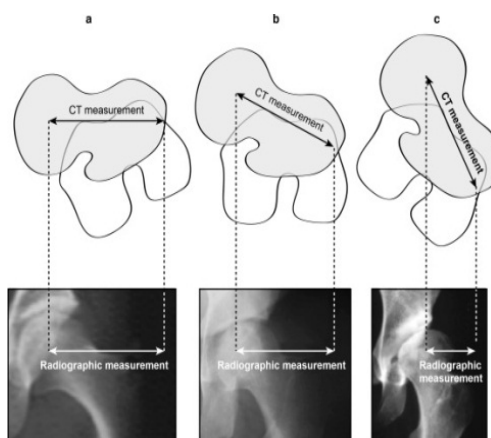 a
b
c
CT measurement
CT measurement
CT measurement
Radiographic measurement
Radiographic measurement
Radiographic
measurement